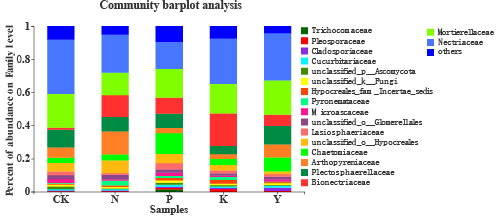 Community barplot analysis
Percent of abundance on Family level
1
0.8
0.6
0.4
0.2
0
CK
N
P
K
Y
Samples
Trichocomaceae
Pleosporaceae
Cladosporiaceae
Cucurbitariaceae
unclassified_p__Ascomycota
unclassified_k__Fungi
Hypocreales_fam_Incertae_sedis
Pyronemataceae
Microascaceae
unclassified_o__Glomerellales
Lasiosphaeriaceae
unclassified_o__Hypocreales
Chaetomiaceae
Arthopyreniaceae
Plectosphaerellaceae
Bionectriaceae
Mortierellaceae
Nectriaceae
others